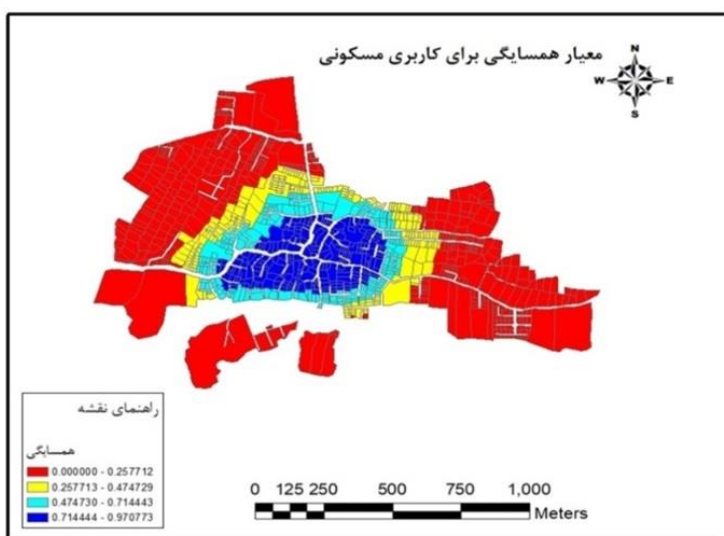 معیار همسایگی برای کاربری مسکونی
N
W E
S
راهنمای نقشه
همسایگی
0.000000 - 0.257712
0.257713 - 0.474729
0.474730 - 0.714443
0.714444 - 0.970773
0 125 250 500 750 1,000
Meters